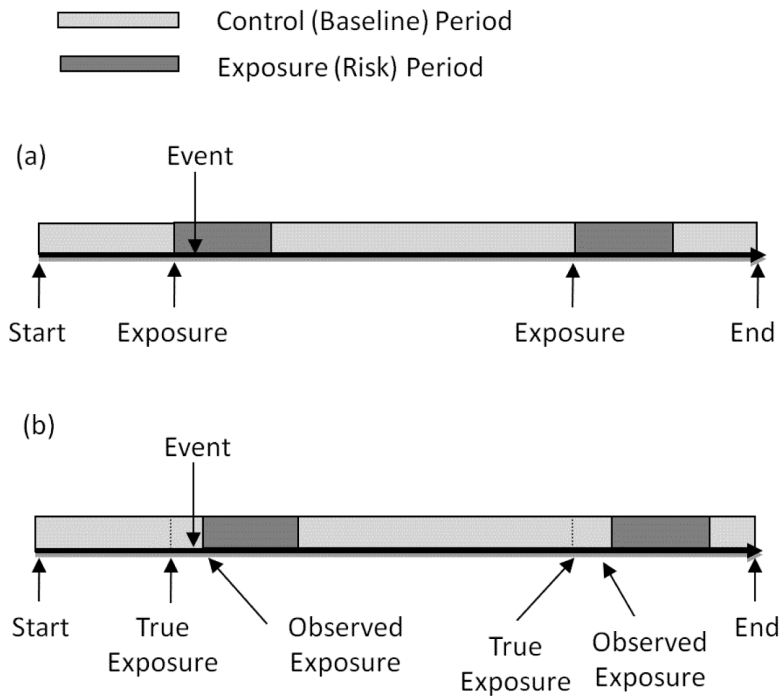 Control (Baseline) Period
Exposure (Risk) Period
(a)
Event
Start
Exposure
Exposure
End
(b)
Event
Start
True
Exposure
Observed
Exposure
True
Exposure
Observed
Exposure
End